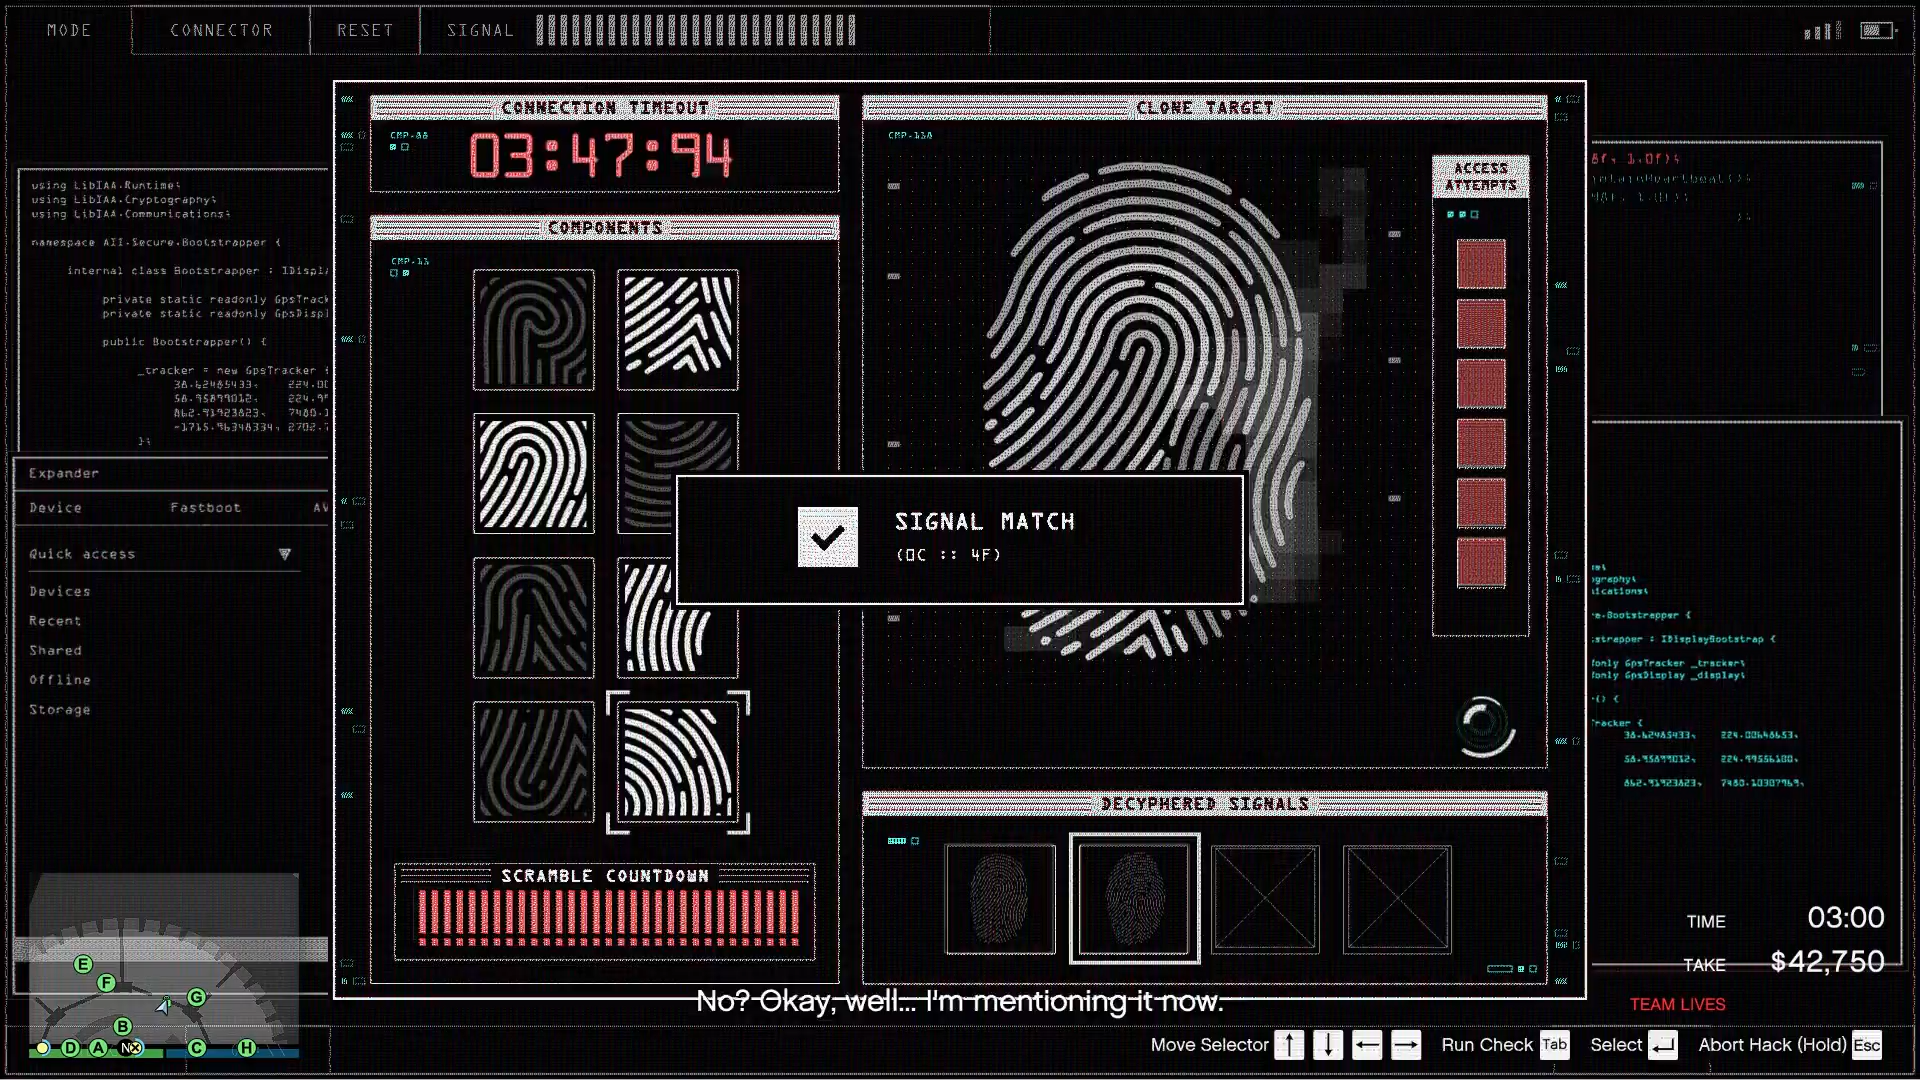 MODE
CONNECTOR
RESET
SIGNAL
CONNECTION TIMEOUT
03:47:94
COMPONENTS
CLONE TARGET
ACCESS
ATTEMPTS
using LibIAA.Runtime;
using LibIAA.Cryptography;
using LibIAA.Communications;
namespace AII.Secure.Bootstrapper {
internal class Bootstrapper : IDispl
private static readonly GpsTrack
private static readonly GpsDispl
public Bootstrapper() {
_tracker = new GpsTracker {
Expander
Device
Fastboot
Quick access
Devices
Recent
Shared
Offline
Storage
SIGNAL MATCH
(0C :: 4F)
SCRAMBLE COUNTDOWN
DECYPHERED SIGNALS
E
F
G
B
D
A
C
H
TIME 03:00
TAKE $42,750
TEAM LIVES
No? Okay, well... I'm mentioning it now.
Move Selector
Run Check Tab
Select
Abort Hack (Hold) Esc